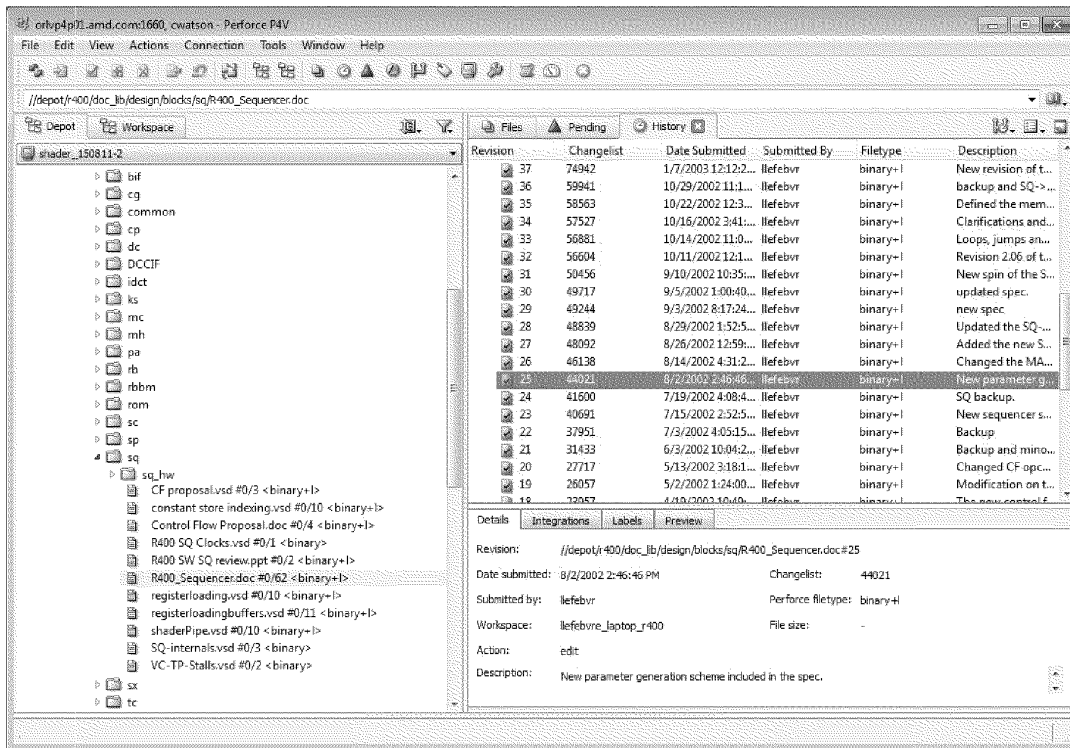 orlvp4p01.amd.com:1660, cwatson - Perforce P4V
File Edit View Actions Connection Tools Window Help
//depot/r400/doc_lib/design/blocks/sq/R400_Sequencer.doc
Depot Workspace
shader_150811-2
bif
cg
common
cp
dc
DCCIF
idct
ks
mc
mh
pa
rb
rbbm
rom
sc
sp
sq
sq_hw
CF proposal.vsd #0/3 <binary+l>
constant store indexing.vsd #0/10 <binary+l>
Control Flow Proposal.doc #0/4 <binary+l>
R400 SQ Clocks.vsd #0/1 <binary>
R400 SW SQ review.ppt #0/2 <binary+l>
R400_Sequencer.doc #0/62 <binary+l>
registerloading.vsd #0/10 <binary+l>
registerloadingbuffers.vsd #0/11 <binary+l>
shaderPipe.vsd #0/10 <binary+l>
SQ-internals.vsd #0/3 <binary>
VC-TP-Stalls.vsd #0/2 <binary>
sx
tc
Files Pending History
Revision Changelist Date Submitted Submitted By Filetype Description
37 74942 1/7/2003 12:12:2... llefebvr binary+l New revision of t...
36 59941 10/29/2002 11:1... llefebvr binary+l backup and SQ->...
35 58563 10/22/2002 12:3... llefebvr binary+l Defined the mem...
34 57527 10/16/2002 3:41:... llefebvr binary+l Clarifications and...
33 56881 10/14/2002 11:0... llefebvr binary+l Loops, jumps an...
32 56604 10/11/2002 12:1... llefebvr binary+l Revision 2.06 of t...
31 50456 9/10/2002 10:35:... llefebvr binary+l New spin of the S...
30 49717 9/5/2002 1:00:40... llefebvr binary+l updated spec.
29 49244 9/3/2002 8:17:24... llefebvr binary+l new spec
28 48839 8/29/2002 1:52:5... llefebvr binary+l Updated the SQ-...
27 48092 8/26/2002 12:59:... llefebvr binary+l Added the new S...
26 46138 8/14/2002 4:31:2... llefebvr binary+l Changed the MA...
25 44021 8/2/2002 2:46:46... llefebvr binary+l New parameter g...
24 41600 7/19/2002 4:08:4... llefebvr binary+l SQ backup.
23 40691 7/15/2002 2:52:5... llefebvr binary+l New sequencer s...
22 37951 7/3/2002 4:05:15... llefebvr binary+l Backup
21 31433 6/3/2002 10:04:2... llefebvr binary+l Backup and mino...
20 27717 5/13/2002 3:18:1... llefebvr binary+l Changed CF opc...
19 26057 5/2/2002 1:24:00... llefebvr binary+l Modification on t...
18 23957 4/19/2002 10:49:... llefebvr binary+l The new control f...
Details Integrations Labels Preview
Revision: //depot/r400/doc_lib/design/blocks/sq/R400_Sequencer.doc#25
Date submitted: 8/2/2002 2:46:46 PM Changelist: 44021
Submitted by: llefebvr Perforce filetype: binary+l
Workspace: llefebvre_laptop_r400 File size: -
Action: edit
Description: New parameter generation scheme included in the spec.